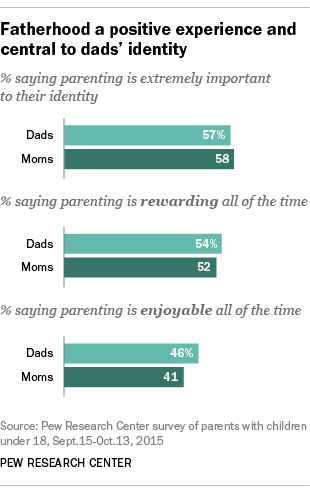 Fatherhood a positive experience and
central to dads' identity
% saying parenting is extremely important
to their identity
Dads 57%
Moms 58
% saying parenting is rewarding all of the time
Dads 54%
Moms 52
% saying parenting is enjoyable all of the time
Dads 46%
Moms 41
Source: Pew Research Center survey of parents with children
under 18, Sept.15-Oct.13, 2015
PEW RESEARCH CENTER